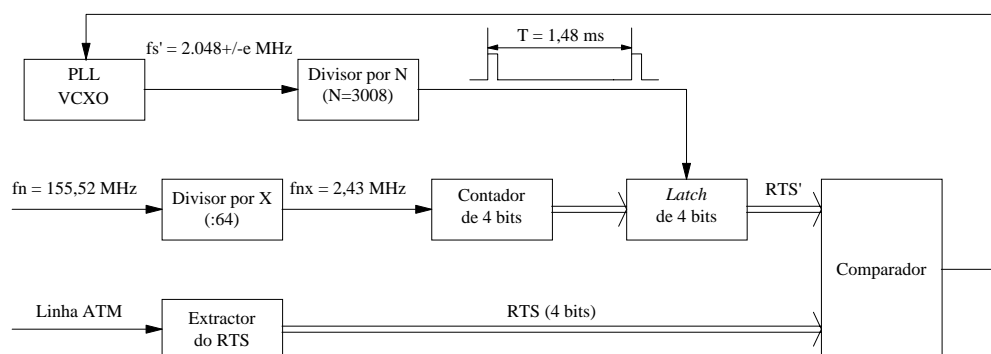 T = 1,48 ms
fs' = 2.048+/-e MHz
PLL
VCXO
Divisor por N
(N=3008)
fn = 155,52 MHz
Divisor por X
(:64)
fnx = 2,43 MHz
Contador
de 4 bits
Latch
de 4 bits
RTS'
Comparador
Linha ATM
Extractor
do RTS
RTS (4 bits)